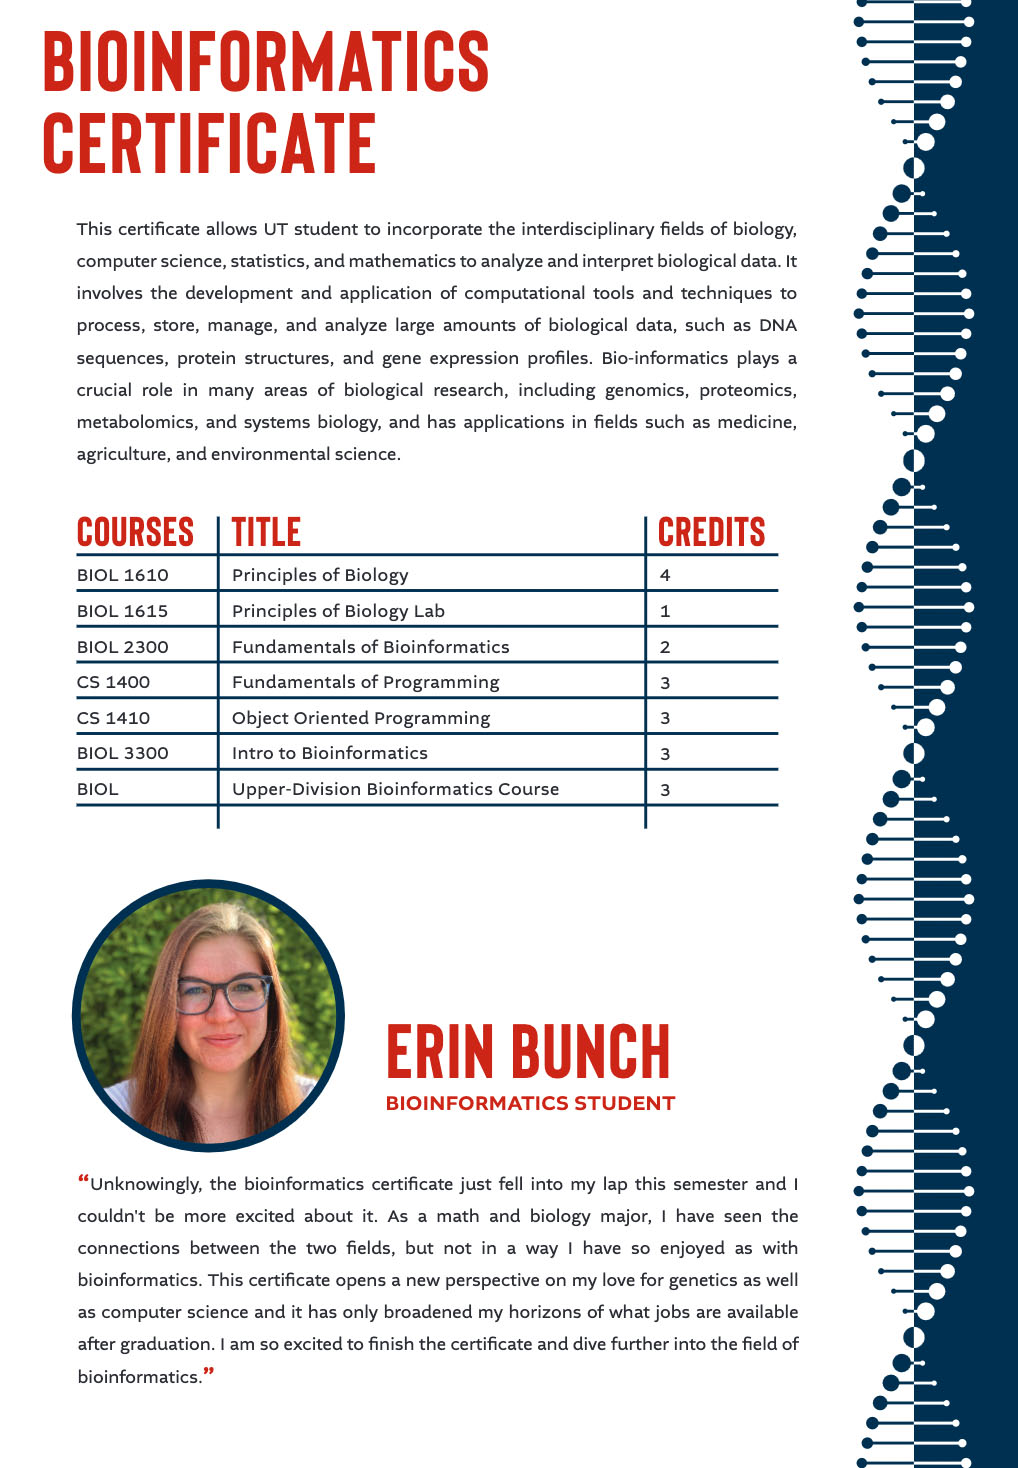 BIOINFORMATICS
CERTIFICATE
This certificate allows UT student to incorporate the interdisciplinary fields of biology,
computer science, statistics, and mathematics to analyze and interpret biological data. It
involves the development and application of computational tools and techniques to
process, store, manage, and analyze large amounts of biological data, such as DNA
sequences, protein structures, and gene expression profiles. Bio-informatics plays a
crucial role in many areas of biological research, including genomics, proteomics,
metabolomics, and systems biology, and has applications in fields such as medicine,
agriculture, and environmental science.
COURSES TITLE CREDITS
BIOL 1610 Principles of Biology 4
BIOL 1615 Principles of Biology Lab 1
BIOL 2300 Fundamentals of Bioinformatics 2
CS 1400 Fundamentals of Programming 3
CS 1410 Object Oriented Programming 3
BIOL 3300 Intro to Bioinformatics 3
BIOL Upper-Division Bioinformatics Course 3
ERIN BUNCH
BIOINFORMATICS STUDENT
“Unknowingly, the bioinformatics certificate just fell into my lap this semester and I
couldn't be more excited about it. As a math and biology major, I have seen the
connections between the two fields, but not in a way I have so enjoyed as with
bioinformatics. This certificate opens a new perspective on my love for genetics as well
as computer science and it has only broadened my horizons of what jobs are available
after graduation. I am so excited to finish the certificate and dive further into the field of
bioinformatics.”